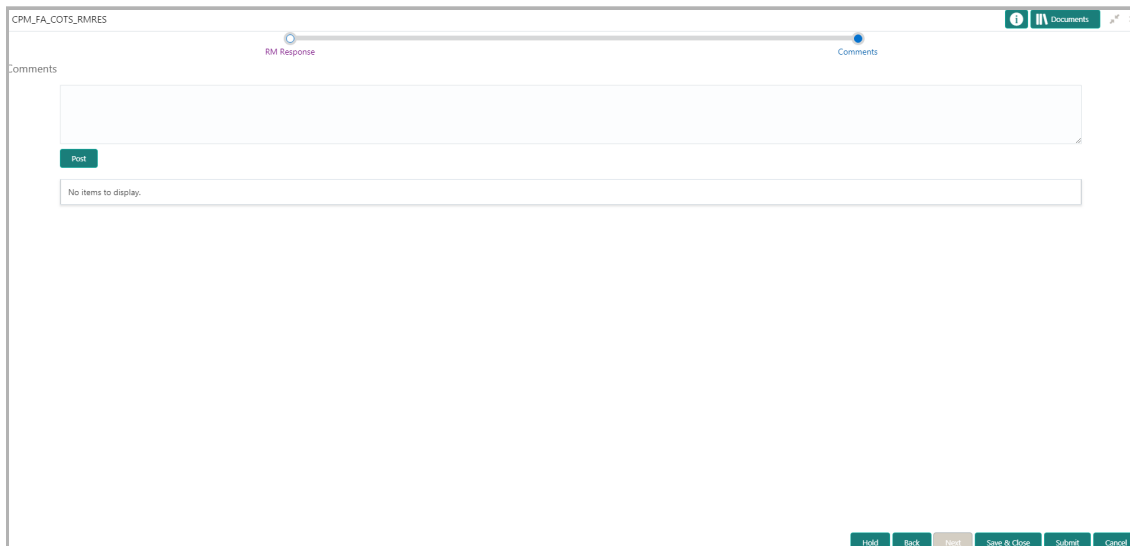 CPM_FA_COTS_RMRES
Documents
RM Response
Comments
Comments
Post
No items to display.
Hold
Back
Next
Save & Close
Submit
Cancel